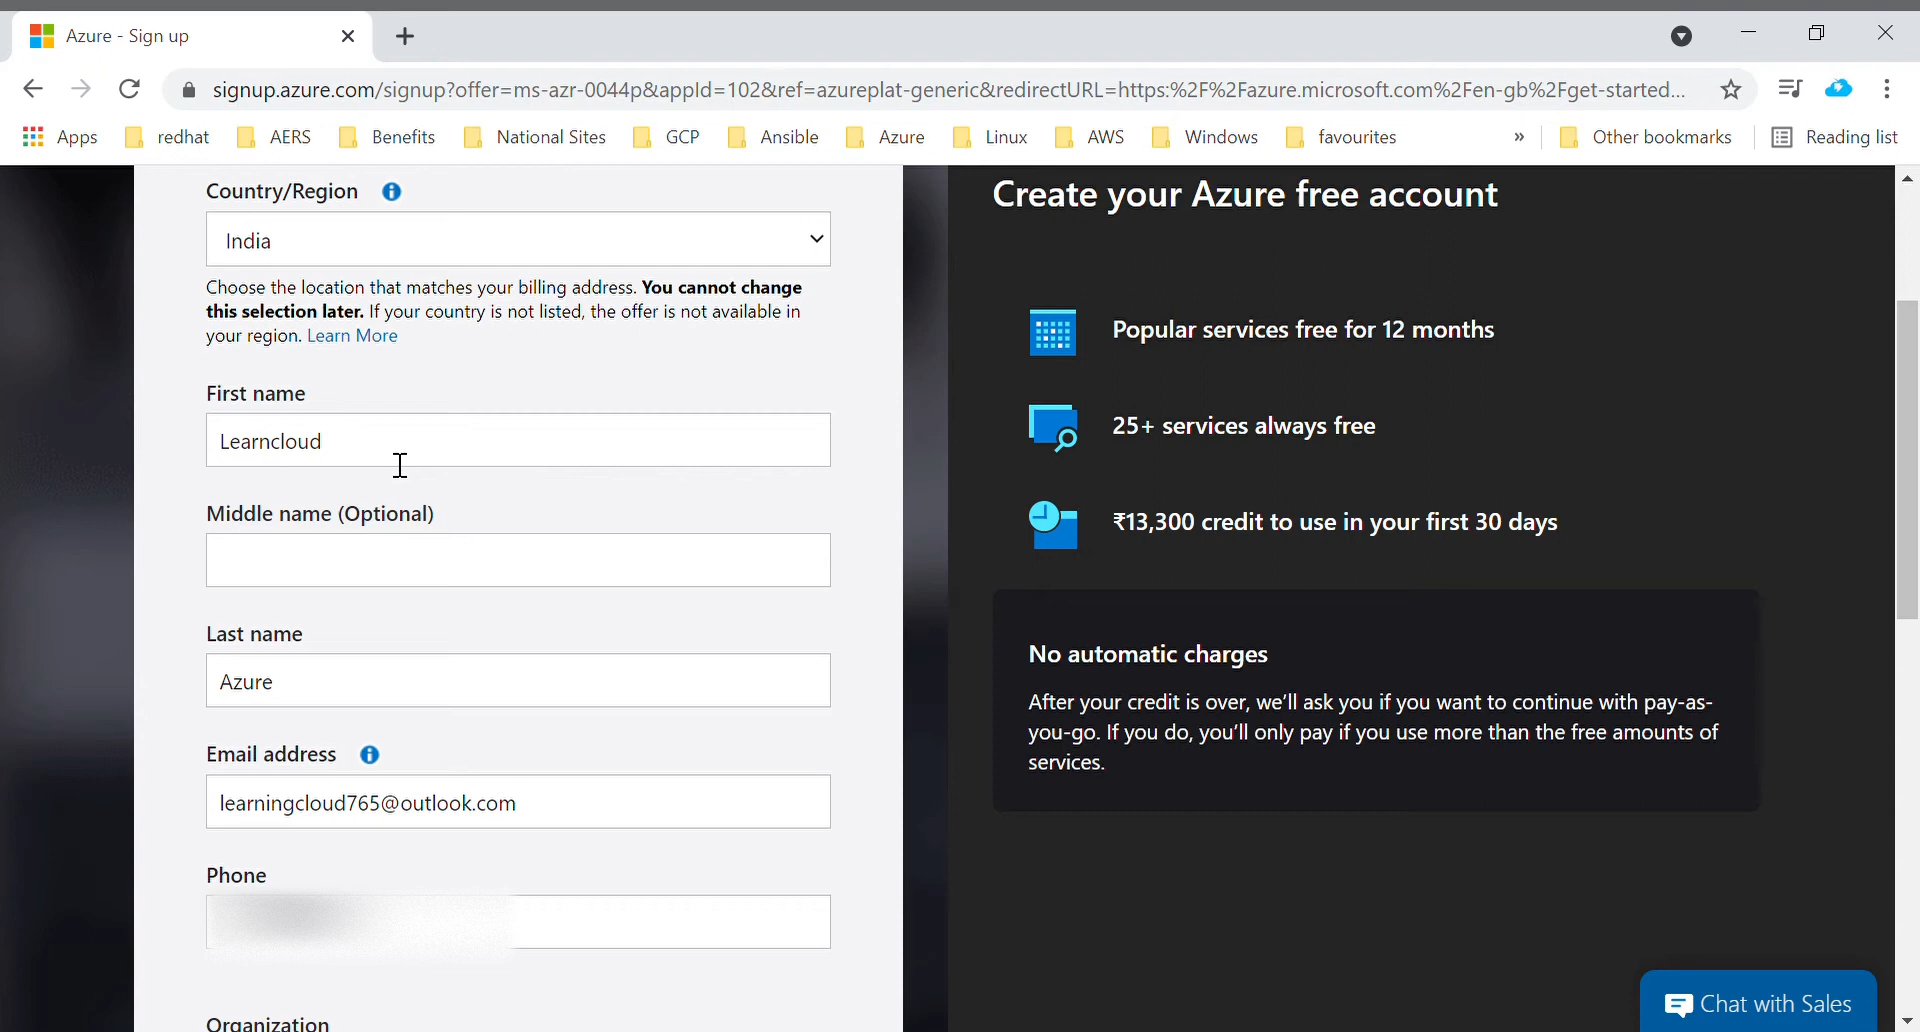 Azure - Sign up
signup.azure.com/signup?offer=ms-azr-0044p&appId=102&ref=azureplat-generic&redirectURL=https:%2F%2Fazure.microsoft.com%2Fen-gb%2Fget-started...
Apps
redhat
AERS
Benefits
National Sites
GCP
Ansible
Azure
Linux
AWS
Windows
favourites
»
Other bookmarks
Reading list
Country/Region
India
Choose the location that matches your billing address. You cannot change
this selection later. If your country is not listed, the offer is not available in
your region. Learn More
First name
Learncloud
Middle name (Optional)
Last name
Azure
Email address
learningcloud765@outlook.com
Phone
Organization
Create your Azure free account
Popular services free for 12 months
25+ services always free
₹13,300 credit to use in your first 30 days
No automatic charges
After your credit is over, we'll ask you if you want to continue with pay-as-
you-go. If you do, you'll only pay if you use more than the free amounts of
services.
Chat with Sales